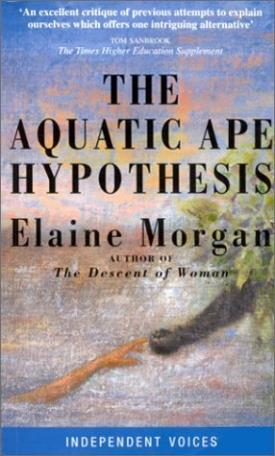 'An excellent critique of previous attempts to explain
ourselves which offers one intriguing alternative'
TOM SANBROOK
The Times Higher Education Supplement
THE
AQUATIC APE
HYPOTHESIS
Elaine Morgan
AUTHOR OF
The Descent of Woman
INDEPENDENT VOICES